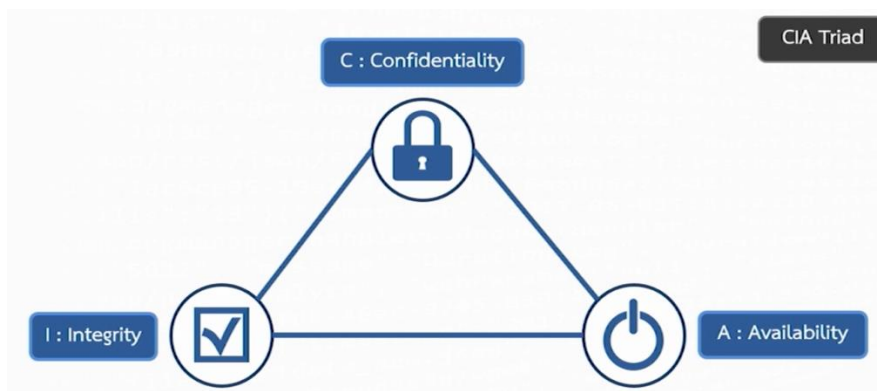 CIA Triad
C : Confidentiality
I : Integrity
A : Availability